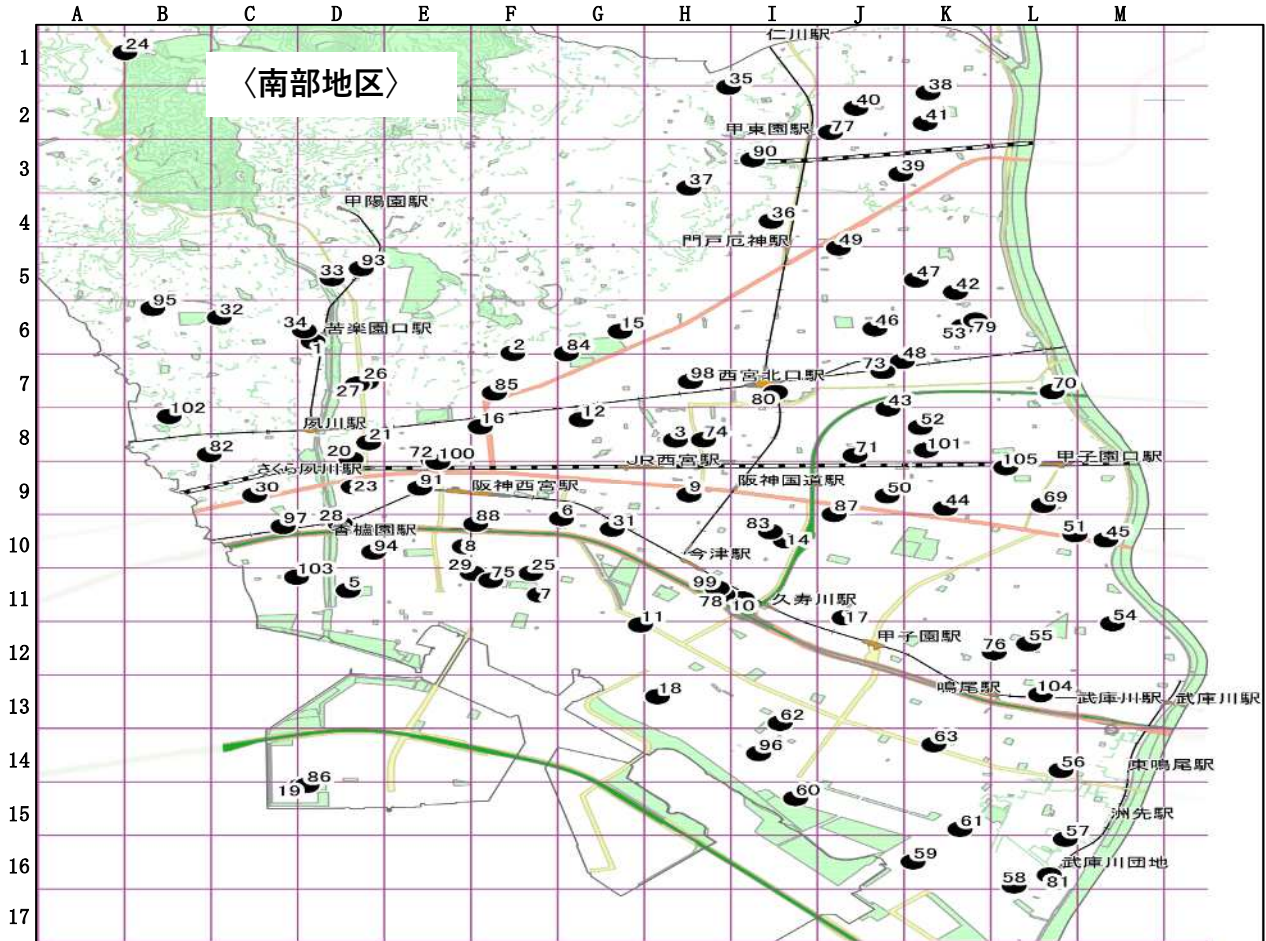 A B C D E F G H I J K L M
〈南部地区〉
仁川駅
1 24
35 38
2 40 41
甲東園駅 77
3 90 39
37
甲陽園駅
4 36
門戸厄神駅 49
5 33 93 47 42
95 32
6 34 苦楽園口駅 15 46 53 79
1 2 84 48
73
7 26 27 85 98 西宮北口駅 80 70
102 43
夙川駅 16 12 52
8 82 21 20 72 100 3 74 71 101 105
さくら夙川駅 JR西宮駅 甲子園口駅
9 30 23 91 阪神西宮駅 9 阪神国道駅 50 44 69
87
97 28 88 6 31 83 51
香櫨園駅
10 94 8 14 45
今津駅
103 29 75 25 99
11 5 7 78 10 久寿川駅
11 17 54
12 甲子園駅 76 55
鳴尾駅 104 武庫川駅 武庫川駅
13 18 62
63
14 96 56 東鳴尾駅
19 86
15 60 洲先駅
61 57
16 59 武庫川団地
58 81
17